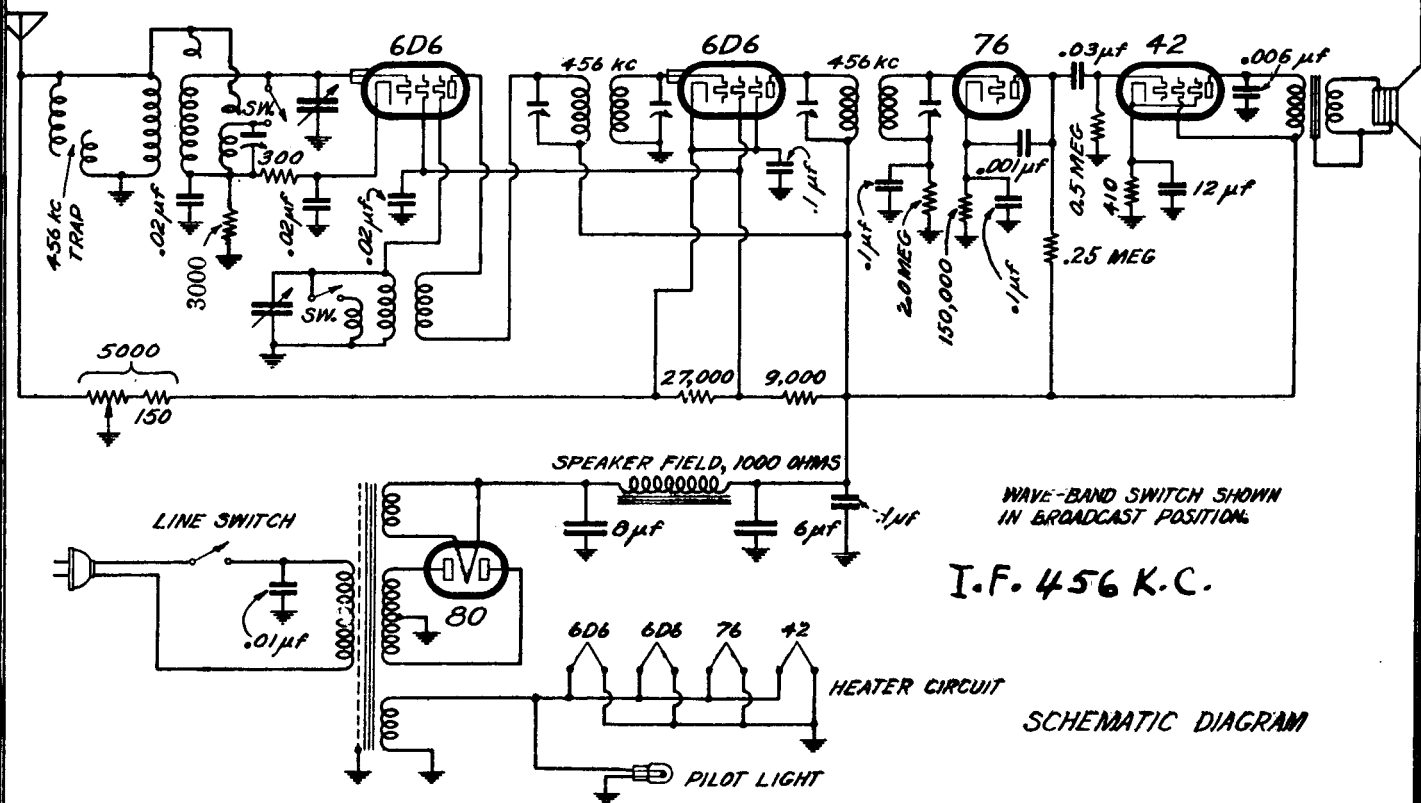 6D6
6D6
76
42
.03µf
.006µf
456 KC
456 KC
SW.
300
.02µf
3000
.02µf
.02µf
.1µf
.1µf
2.0MEG
150,000
.001µf
.1µf
0.5 MEG
410
12µf
.25 MEG
456 KC
TRAP
SW.
5000
150
27,000
9,000
SPEAKER FIELD, 1000 OHMS
8µf
6µf
.1µf
WAVE-BAND SWITCH SHOWN
IN BROADCAST POSITION.
LINE SWITCH
.01µf
80
I.F. 456 K.C.
6D6
6D6
76
42
HEATER CIRCUIT
SCHEMATIC DIAGRAM
PILOT LIGHT